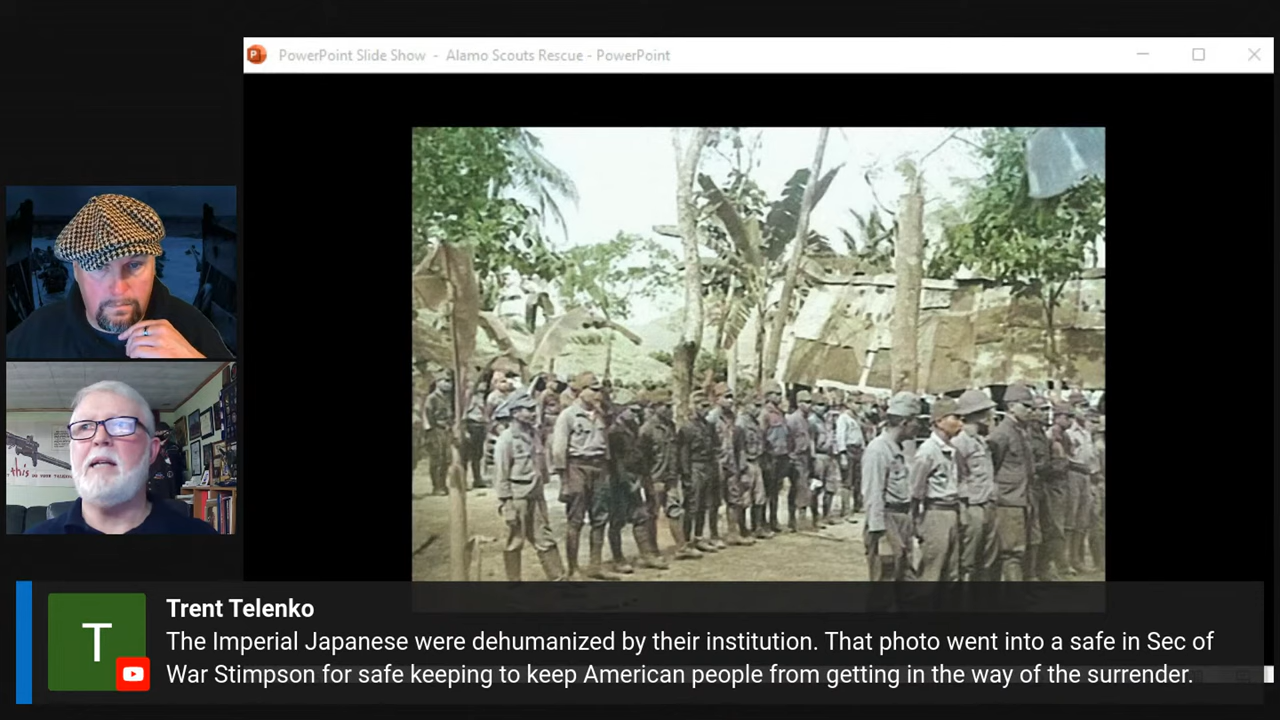 PowerPoint Slide Show - Alamo Scouts Rescue - PowerPoint
this
T
Trent Telenko
The Imperial Japanese were dehumanized by their institution. That photo went into a safe in Sec of
War Stimpson for safe keeping to keep American people from getting in the way of the surrender.